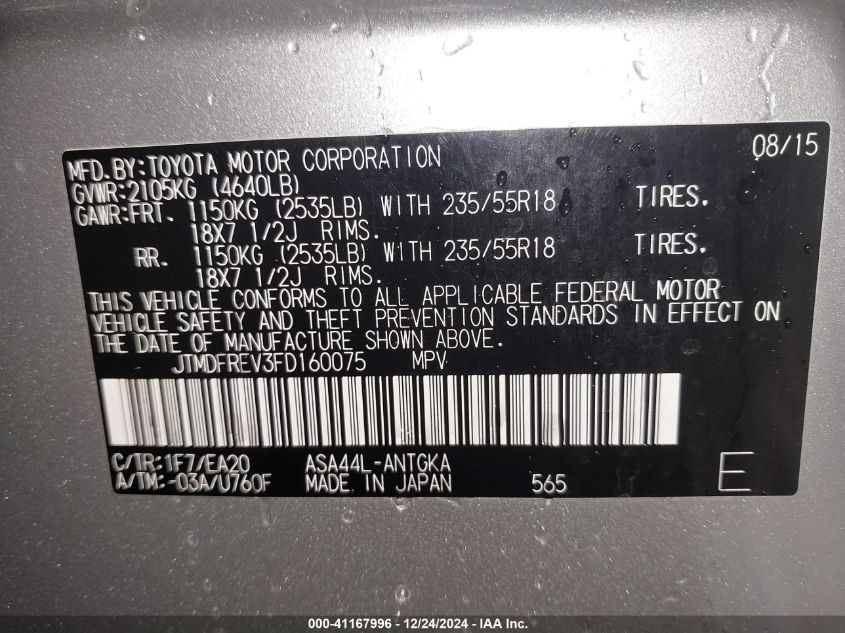 MFD.BY:TOYOTA MOTOR CORPORATION 08/15
GVWR:2105KG (4640LB)
GAWR:FRT. 1150KG (2535LB) WITH 235/55R18 TIRES.
18X7 1/2J RIMS.
RR. 1150KG (2535LB) WITH 235/55R18 TIRES.
18X7 1/2J RIMS.
THIS VEHICLE CONFORMS TO ALL APPLICABLE FEDERAL MOTOR
VEHICLE SAFETY AND THEFT PREVENTION STANDARDS IN EFFECT ON
THE DATE OF MANUFACTURE SHOWN ABOVE.
JTMDFREV3FD160075 MPV
C/TR:1F7/EA20 ASA44L-ANTGKA
A/TM:-03A/U760F MADE IN JAPAN 565 E
000-41167996 - 12/24/2024 - IAA Inc.